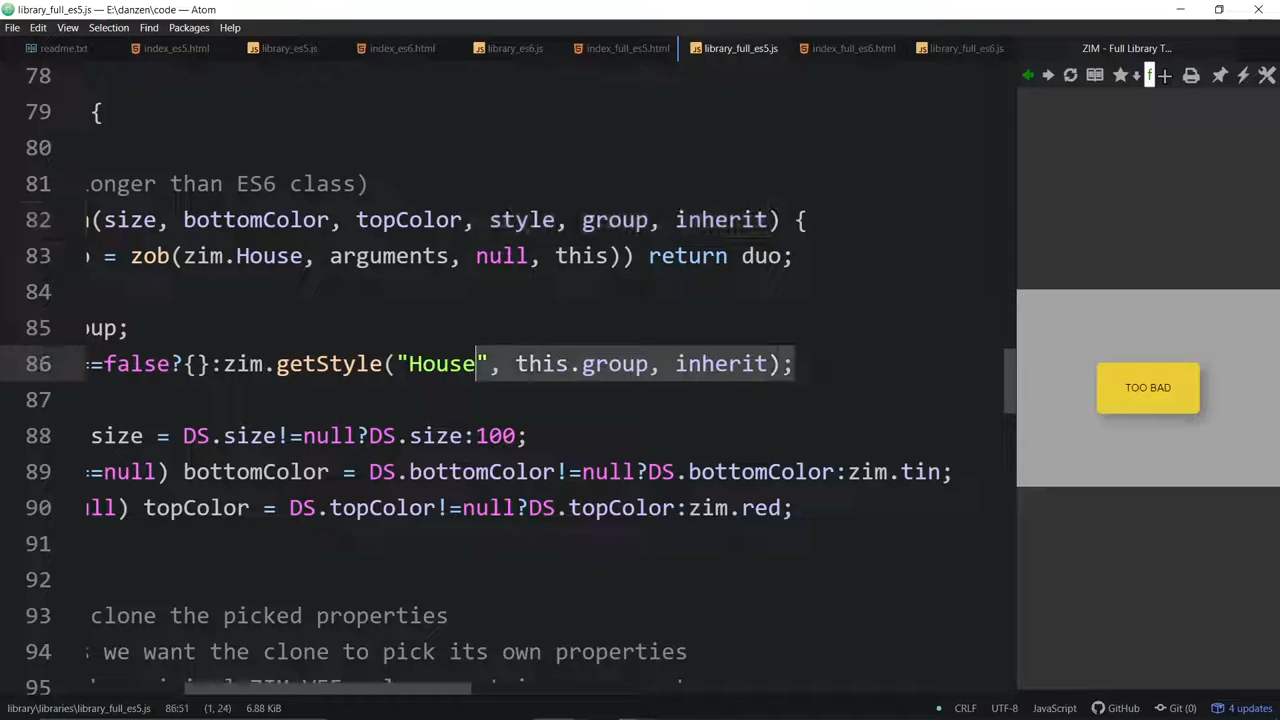 library_full_es5.js — E:\danzen\code — Atom
File Edit View Selection Find Packages Help
readme.txt index_es5.html library_es5.js index_es6.html library_es6.js index_full_es5.html library_full_es5.js index_full_es6.html library_full_es6.js ZIM - Full Library T...
78
79 {
80
81 onger than ES6 class)
82 (size, bottomColor, topColor, style, group, inherit) {
83 = zob(zim.House, arguments, null, this)) return duo;
84
85 oup;
86 ==false?{}:zim.getStyle("House", this.group, inherit);
87
88 size = DS.size!=null?DS.size:100;
89 ==null) bottomColor = DS.bottomColor!=null?DS.bottomColor:zim.tin;
90 ull) topColor = DS.topColor!=null?DS.topColor:zim.red;
91
92
93 clone the picked properties
94 we want the clone to pick its own properties
95
TOO BAD
library\libraries\library_full_es5.js 86:51 (1, 24) 6.88 KiB CRLF UTF-8 JavaScript GitHub Git (0) 4 updates